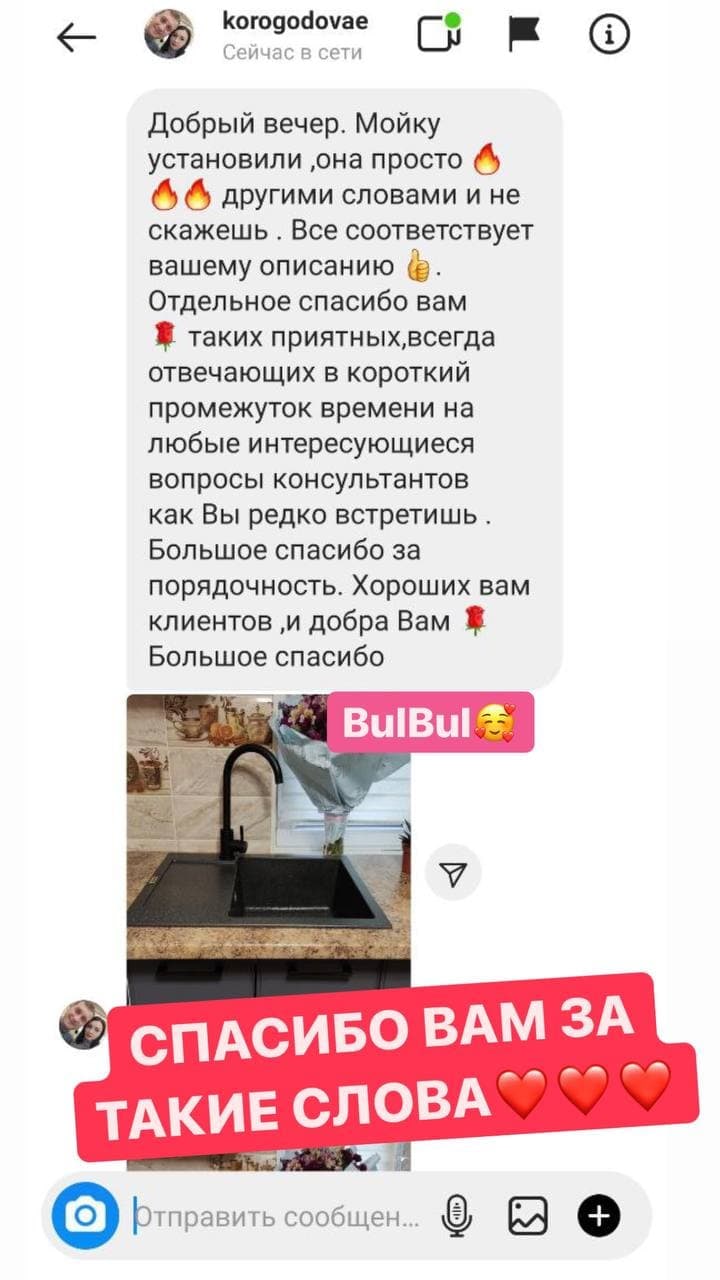 korogodovae
Сейчас в сети
Добрый вечер. Мойку
установили ,она просто 🔥
🔥🔥 другими словами и не
скажешь . Все соответствует
вашему описанию 👍.
Отдельное спасибо вам
🌹 таких приятных,всегда
отвечающих в короткий
промежуток времени на
любые интересующиеся
вопросы консультантов
как Вы редко встретишь .
Большое спасибо за
порядочность. Хороших вам
клиентов ,и добра Вам 🌹
Большое спасибо
BulBul🥰
СПАСИБО ВАМ ЗА
ТАКИЕ СЛОВА❤️❤️❤️
Отправить сообщен...